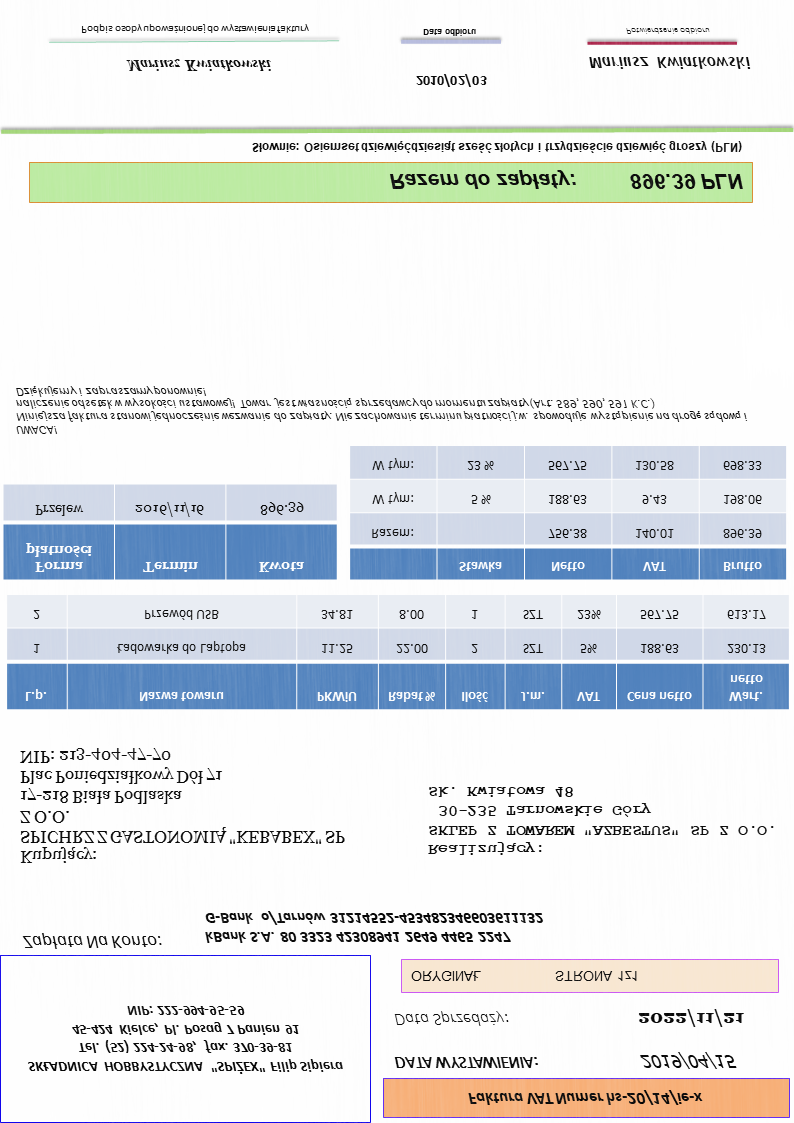 Faktura VAT Numer hs-20/14/ie-x
SKŁADNICA HOBBYSTYCZNA "SPIŻEX" Filip Sipiera
Tel. (52) 224-24-98, fax. 370-39-81
45-424 Kielce, Pl. Posag 7 Panien 91
NIP: 222-994-95-59
DATA WYSTAWIENIA: 2019/04/15
Data Sprzedaży: 2022/11/21
ORYGINAŁ STRONA 1z1
Zapłata Na Konto:
kBank S.A. 80 3323 42308941 2649 4465 2247
G-Bank o/Tarnów 31214552-453482346603611132
Kupujący:
SPICHRZ Z GASTONOMIĄ "KEBABEX" SP
Z O.O.
17-218 Biała Podlaska
Plac Poniedziałkowy Dół 71
NIP: 213-404-47-70
Realizujący:
SKLEP Z TOWAREM "AZBESTUS" SP Z O.O.
30-235 Tarnowskie Góry
Sk. Kwiatowa 48
L.p. Nazwa towaru PKWiU Rabat % Ilość J.m. VAT Cena netto Wart.
netto
1 Ładowarka do Laptopa 11.25 22.00 2 SZT 5% 188.63 230.13
2 Przewód USB 34.81 8.00 1 SZT 23% 567.75 613.17
Forma
płatności Termin Kwota
Przelew 2016/11/16 896.39
Stawka Netto VAT Brutto
Razem: 756.38 140.01 896.39
W tym: 5 % 188.63 9.43 198.06
W tym: 23 % 567.75 130.58 698.33
UWAGA!
Niniejsza faktura stanowi jednocześnie wezwanie do zapłaty. Nie zachowanie terminu płatności j.w. spowoduje wystąpienie na drogę sądową i
naliczenie odsetek w wysokości ustawowej! Towar jest własnością sprzedawcy do momentu zapłaty(Art. 589, 590, 591 K.C.)
Dziękujemy i zapraszamy ponownie!
Razem do zapłaty: 896.39 PLN
Słownie: Osiemset dziewięćdziesiąt sześć złotych i trzydzieście dziewięć groszy (PLN)
Mariusz Kwiatkowski
Podpis osoby upoważnionej do wystawienia faktury
2010/02/03
Data odbioru
Mariusz Kwiatkowski
Potwierdzenie odbioru